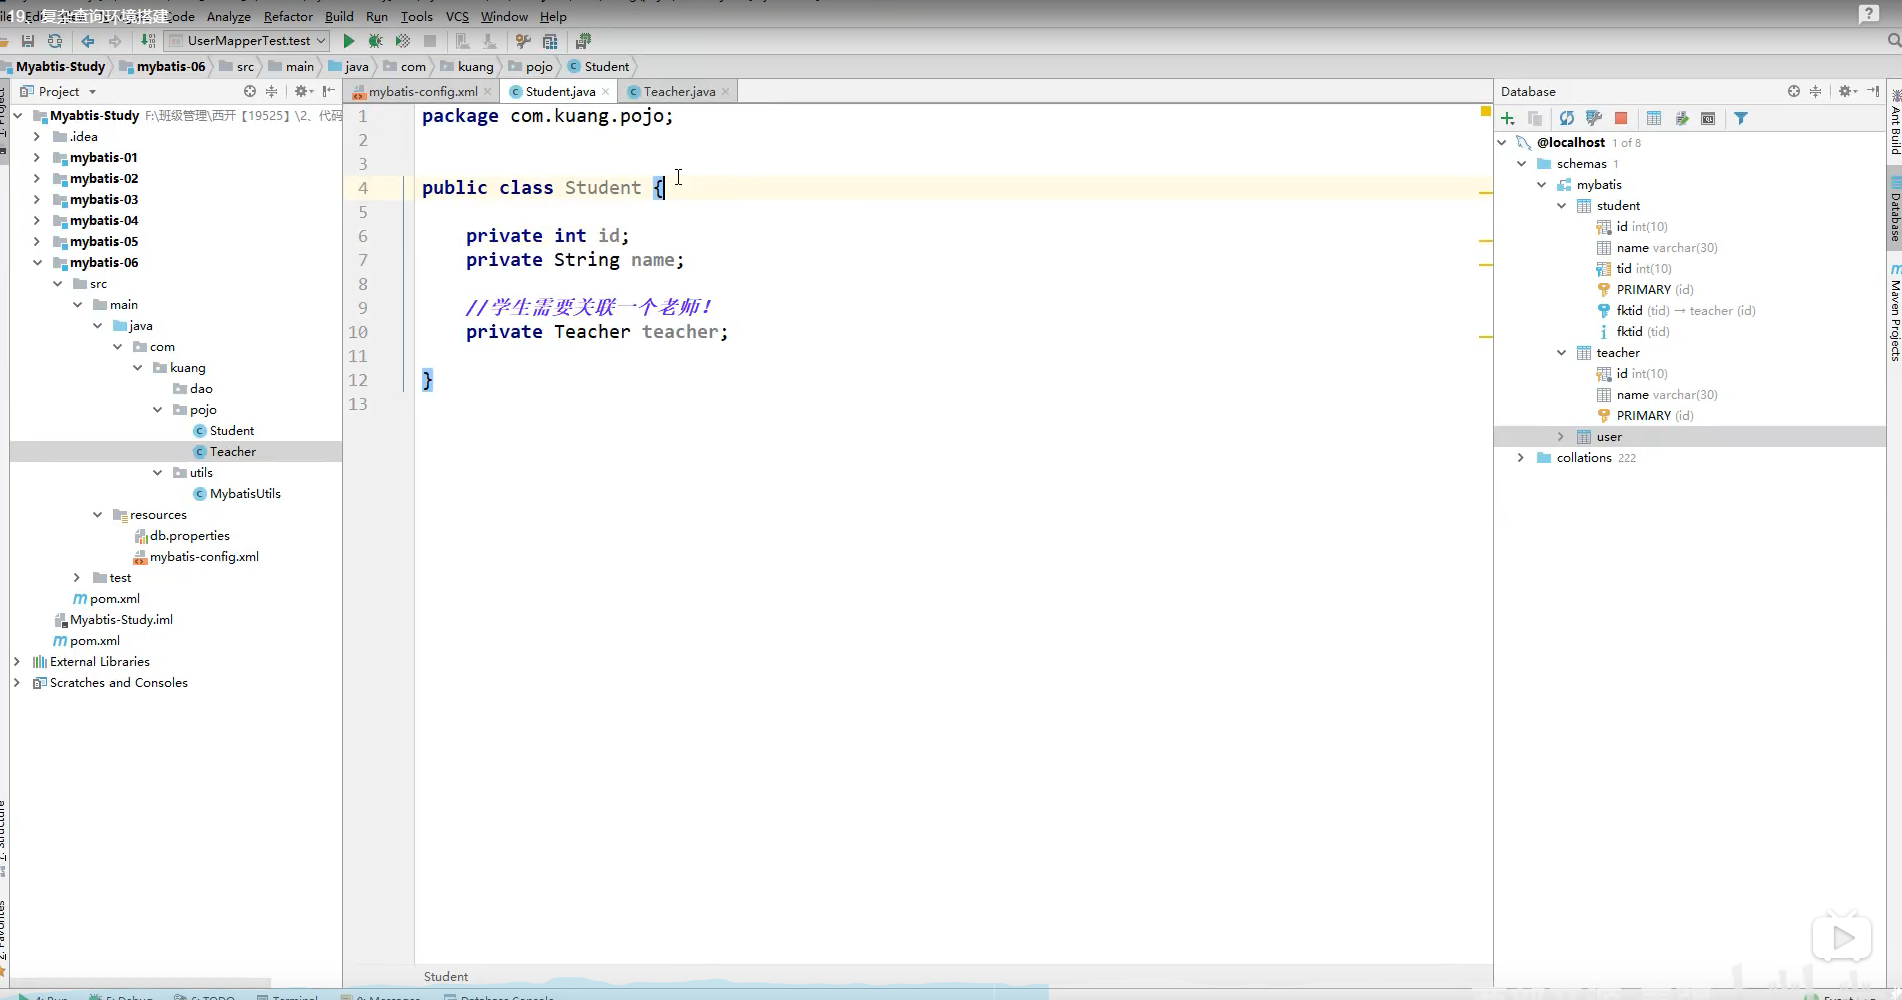 19、复杂查询环境搭建
Analyze Refactor Build Run Tools VCS Window Help
UserMapperTest.test
Myabtis-Study mybatis-06 src main java com kuang pojo Student
Project
mybatis-config.xml Student.java Teacher.java
Database
Myabtis-Study F:\班级管理\西开【19525】\2、代码
.idea
mybatis-01
mybatis-02
mybatis-03
mybatis-04
mybatis-05
mybatis-06
src
main
java
com
kuang
dao
pojo
Student
Teacher
utils
MybatisUtils
resources
db.properties
mybatis-config.xml
test
pom.xml
Myabtis-Study.iml
pom.xml
External Libraries
Scratches and Consoles
1 package com.kuang.pojo;
2
3
4 public class Student {
5
6 private int id;
7 private String name;
8
9 //学生需要关联一个老师！
10 private Teacher teacher;
11
12 }
13
Student
@localhost 1 of 8
schemas 1
mybatis
student
id int(10)
name varchar(30)
tid int(10)
PRIMARY (id)
fktid (tid) → teacher (id)
fktid (tid)
teacher
id int(10)
name varchar(30)
PRIMARY (id)
user
collations 222
Ant Build
Database
Maven Projects